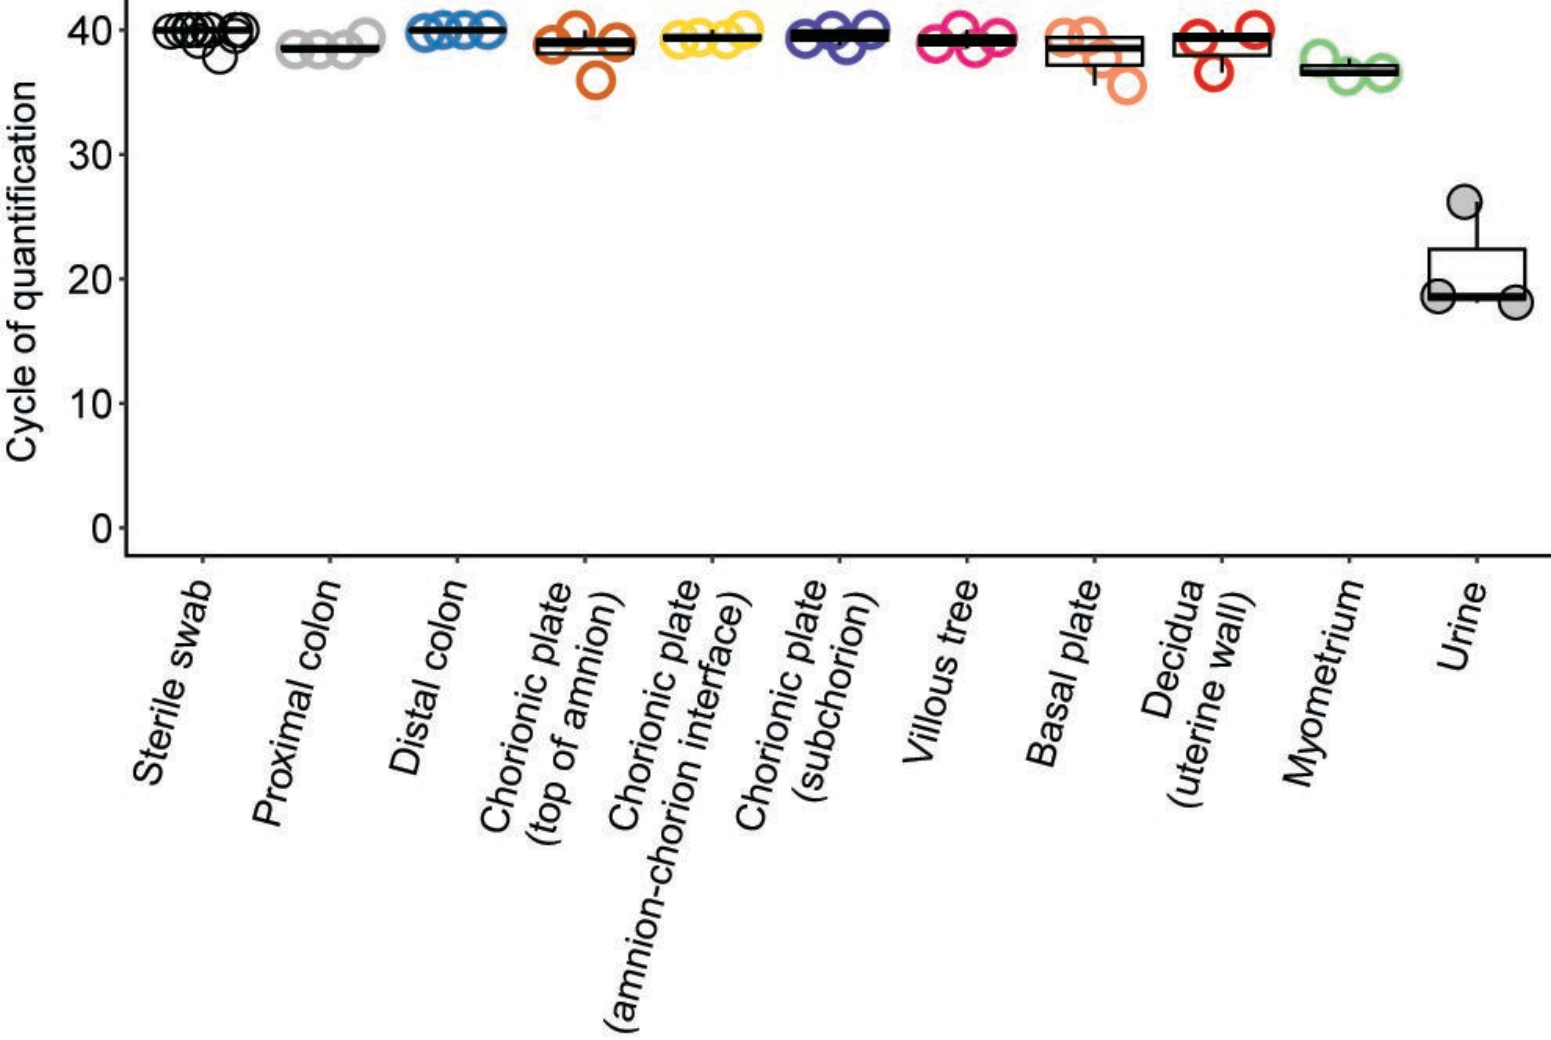 Cycle of quantification
40
30
20
10
0
Sterile swab
Proximal colon
Distal colon
Chorionic plate
(top of amnion)
Chorionic plate
(amnion-chorion interface)
Chorionic plate
(subchorion)
Villous tree
Basal plate
Decidua
(uterine wall)
Myometrium
Urine